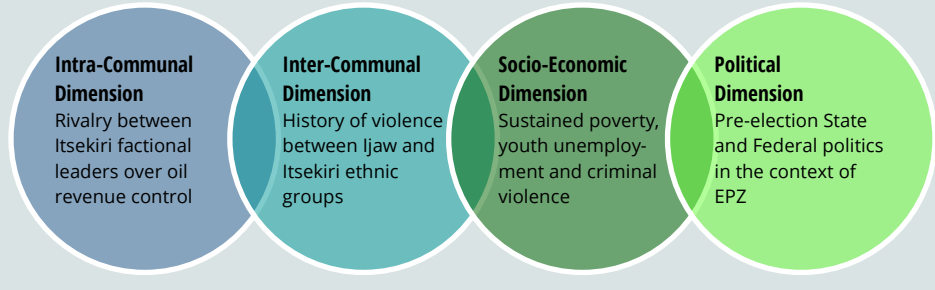 Intra-Communal
Dimension
Rivalry between
Itsekiri factional
leaders over oil
revenue control
Inter-Communal
Dimension
History of violence
between Ijaw and
Itsekiri ethnic
groups
Socio-Economic
Dimension
Sustained poverty,
youth unemploy-
ment and criminal
violence
Political
Dimension
Pre-election State
and Federal politics
in the context of
EPZ